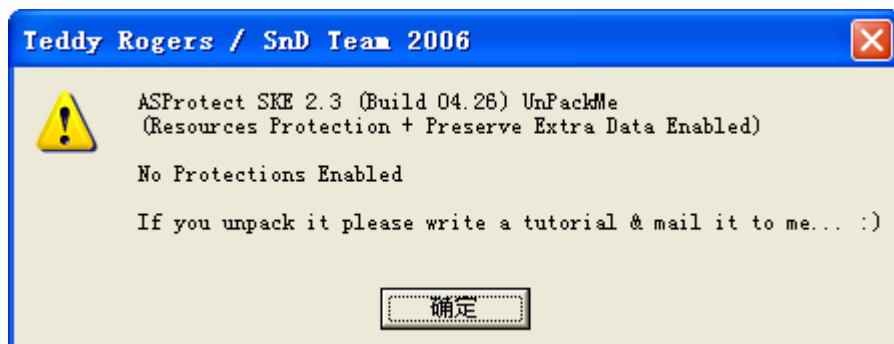 Teddy Rogers / SnD Team 2006
ASProtect SKE 2.3 (Build 04.26) UnPackMe
(Resources Protection + Preserve Extra Data Enabled)
No Protections Enabled
If you unpack it please write a tutorial & mail it to me... :)
确定